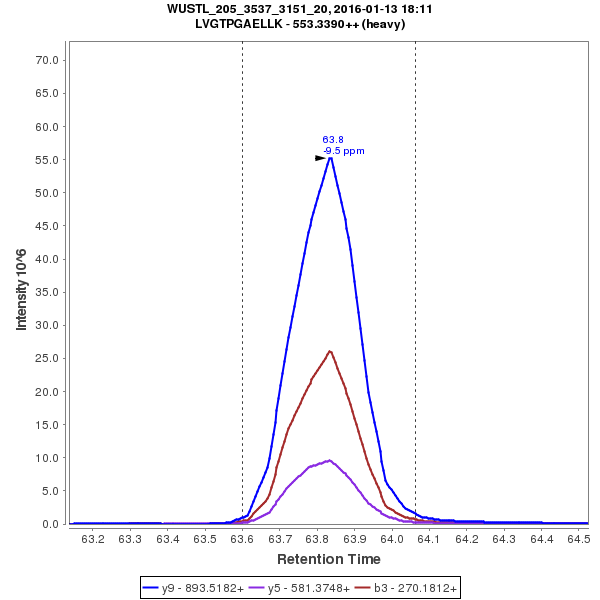 WUSTL_205_3537_3151_20, 2016-01-13 18:11
LVGTPGAELLK - 553.3390++ (heavy)
Intensity 10^6
70.0
65.0
60.0
55.0
50.0
45.0
40.0
35.0
30.0
25.0
20.0
15.0
10.0
5.0
0.0
63.8
-9.5 ppm
63.2 63.3 63.4 63.5 63.6 63.7 63.8 63.9 64.0 64.1 64.2 64.3 64.4 64.5
Retention Time
y9 - 893.5182+ y5 - 581.3748+ b3 - 270.1812+